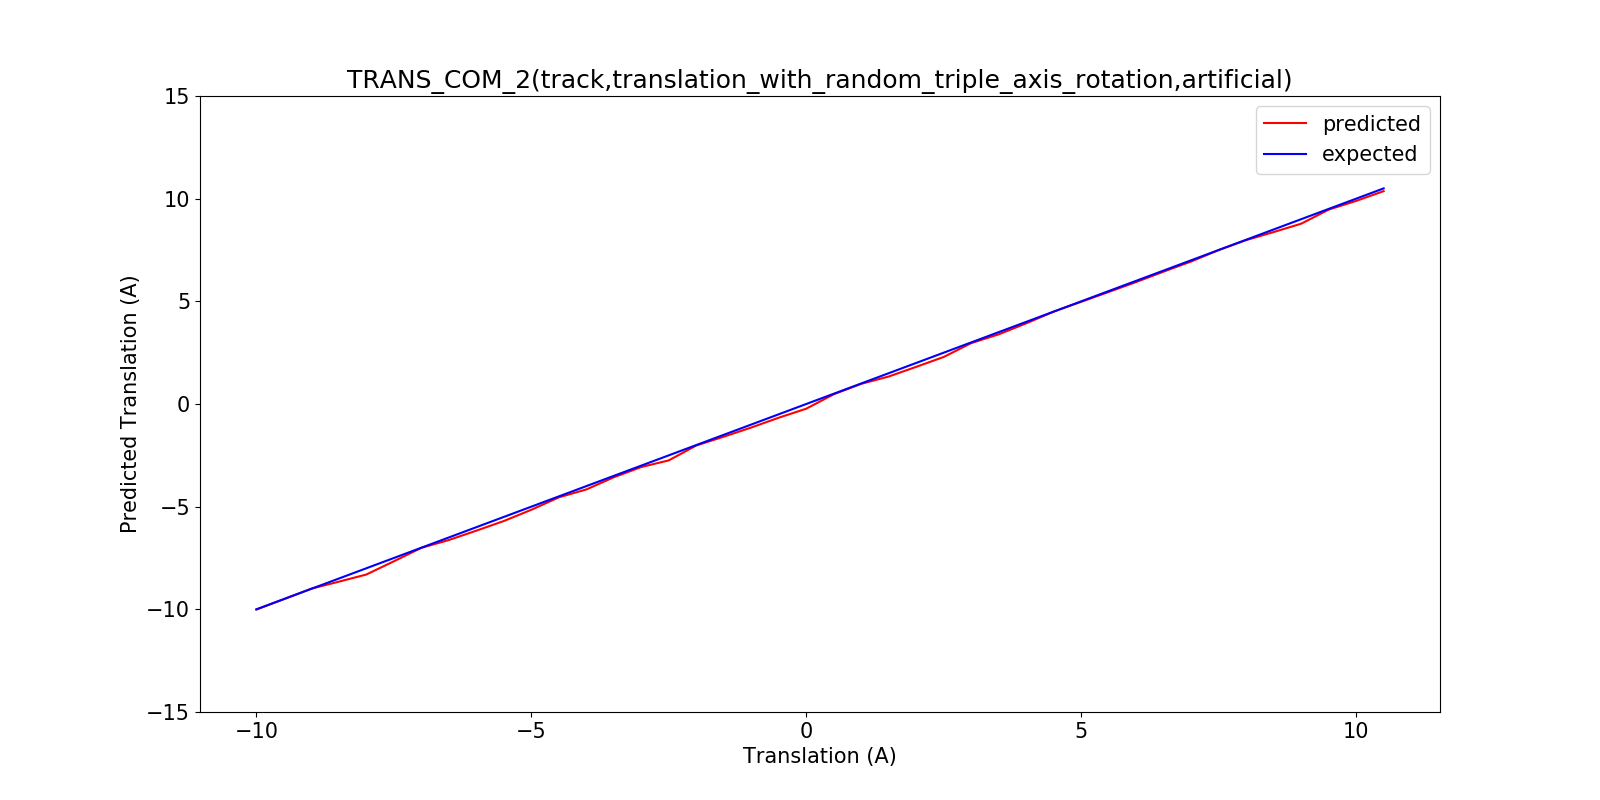 TRANS_COM_2(track,translation_with_random_triple_axis_rotation,artificial)
15
10
5
0
−5
−10
−15
Predicted Translation (A)
predicted
expected
−10 −5 0 5 10
Translation (A)